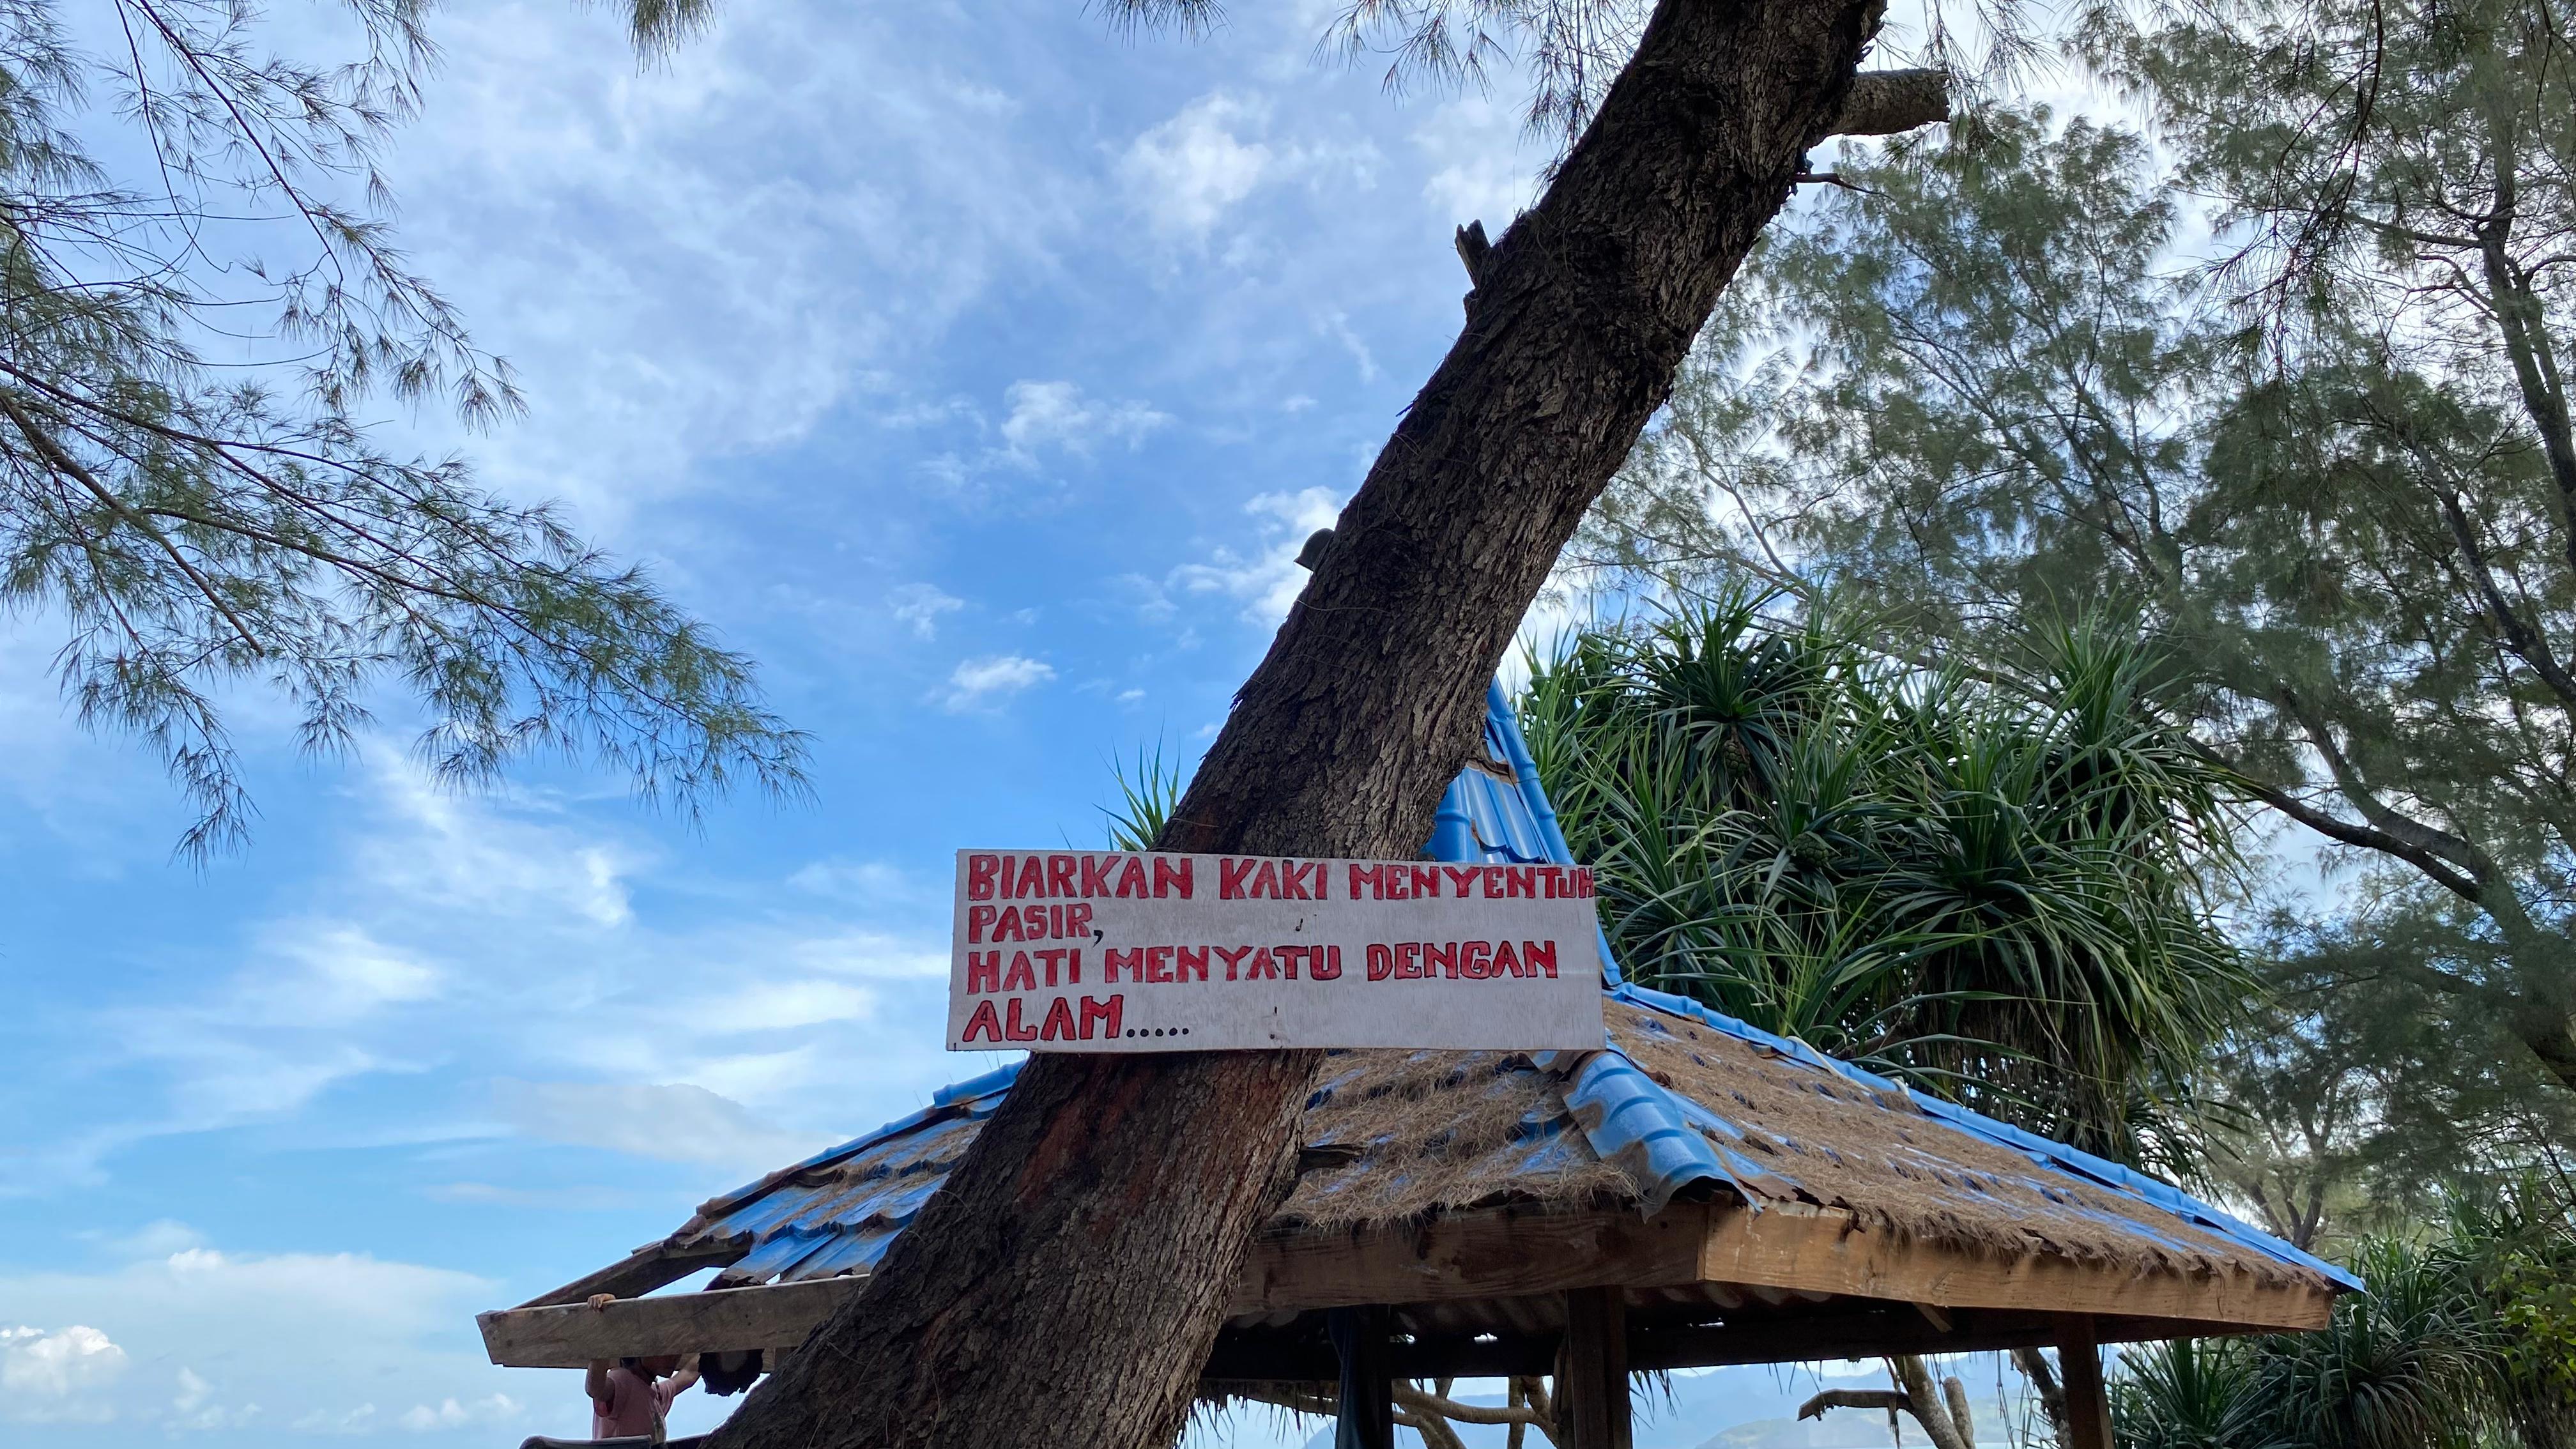 BIARKAN KAKI MENYENTUH
PASIR,
HATI MENYATU DENGAN
ALAM.....